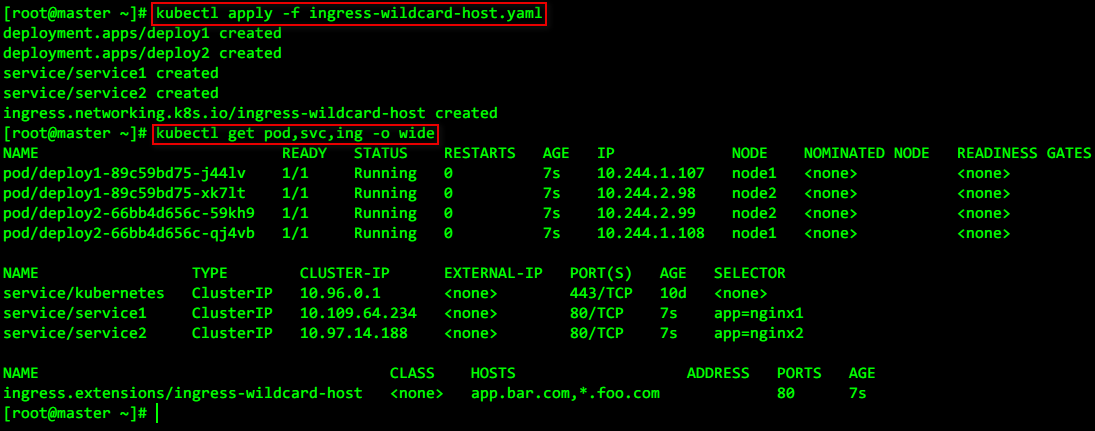 [root@master ~]# kubectl apply -f ingress-wildcard-host.yaml
deployment.apps/deploy1 created
deployment.apps/deploy2 created
service/service1 created
service/service2 created
ingress.networking.k8s.io/ingress-wildcard-host created
[root@master ~]# kubectl get pod,svc,ing -o wide
NAME READY STATUS RESTARTS AGE IP NODE NOMINATED NODE READINESS GATES
pod/deploy1-89c59bd75-j44lv 1/1 Running 0 7s 10.244.1.107 node1 <none> <none>
pod/deploy1-89c59bd75-xk7lt 1/1 Running 0 7s 10.244.2.98 node2 <none> <none>
pod/deploy2-66bb4d656c-59kh9 1/1 Running 0 7s 10.244.2.99 node2 <none> <none>
pod/deploy2-66bb4d656c-qj4vb 1/1 Running 0 7s 10.244.1.108 node1 <none> <none>
NAME TYPE CLUSTER-IP EXTERNAL-IP PORT(S) AGE SELECTOR
service/kubernetes ClusterIP 10.96.0.1 <none> 443/TCP 10d <none>
service/service1 ClusterIP 10.109.64.234 <none> 80/TCP 7s app=nginx1
service/service2 ClusterIP 10.97.14.188 <none> 80/TCP 7s app=nginx2
NAME CLASS HOSTS ADDRESS PORTS AGE
ingress.extensions/ingress-wildcard-host <none> app.bar.com,*.foo.com 80 7s
[root@master ~]#